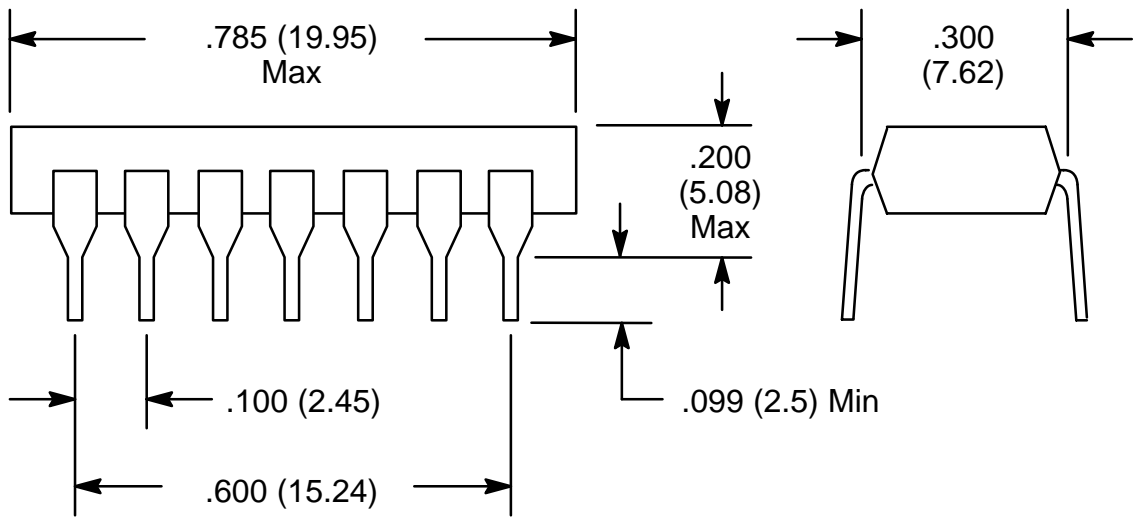 .785 (19.95)
Max
.300
(7.62)
.200
(5.08)
Max
.100 (2.45)
.099 (2.5) Min
.600 (15.24)